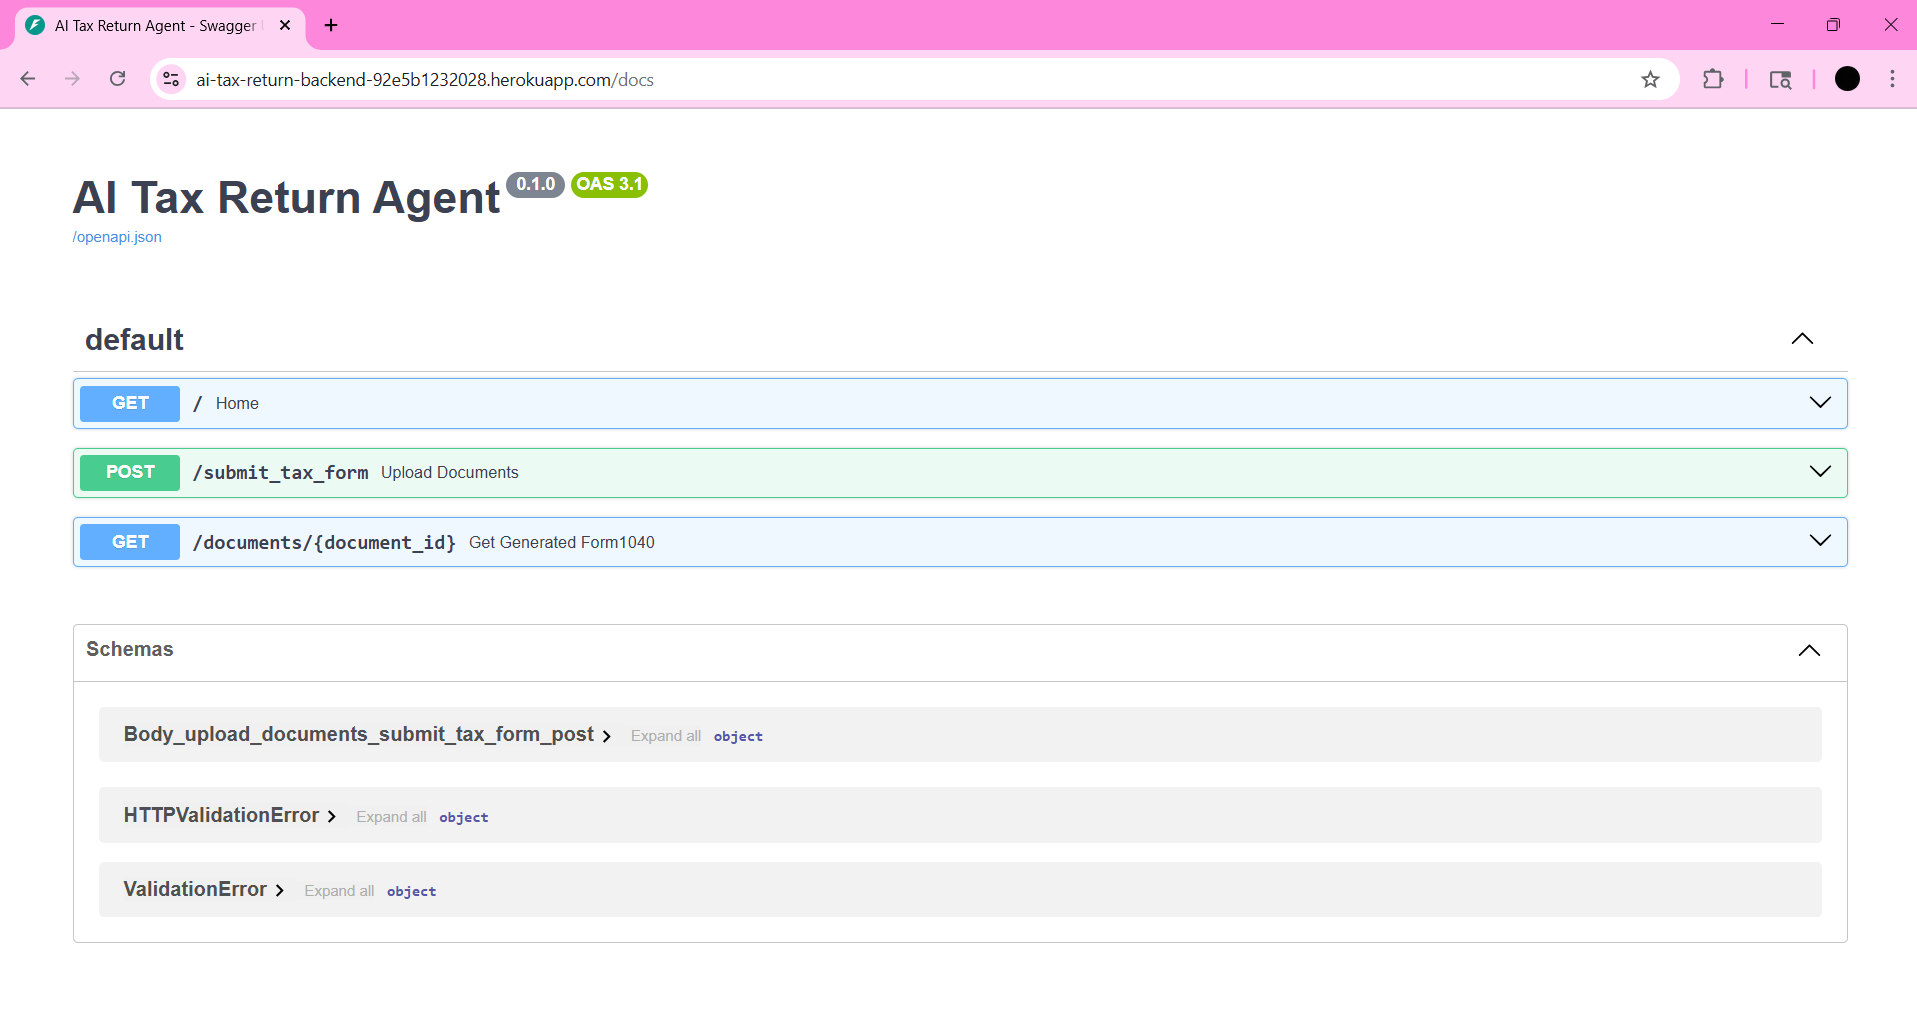 AI Tax Return Agent - Swagger
ai-tax-return-backend-92e5b1232028.herokuapp.com/docs
AI Tax Return Agent 0.1.0 OAS 3.1
/openapi.json
default
GET / Home
POST /submit_tax_form Upload Documents
GET /documents/{document_id} Get Generated Form1040
Schemas
Body_upload_documents_submit_tax_form_post Expand all object
HTTPValidationError Expand all object
ValidationError Expand all object